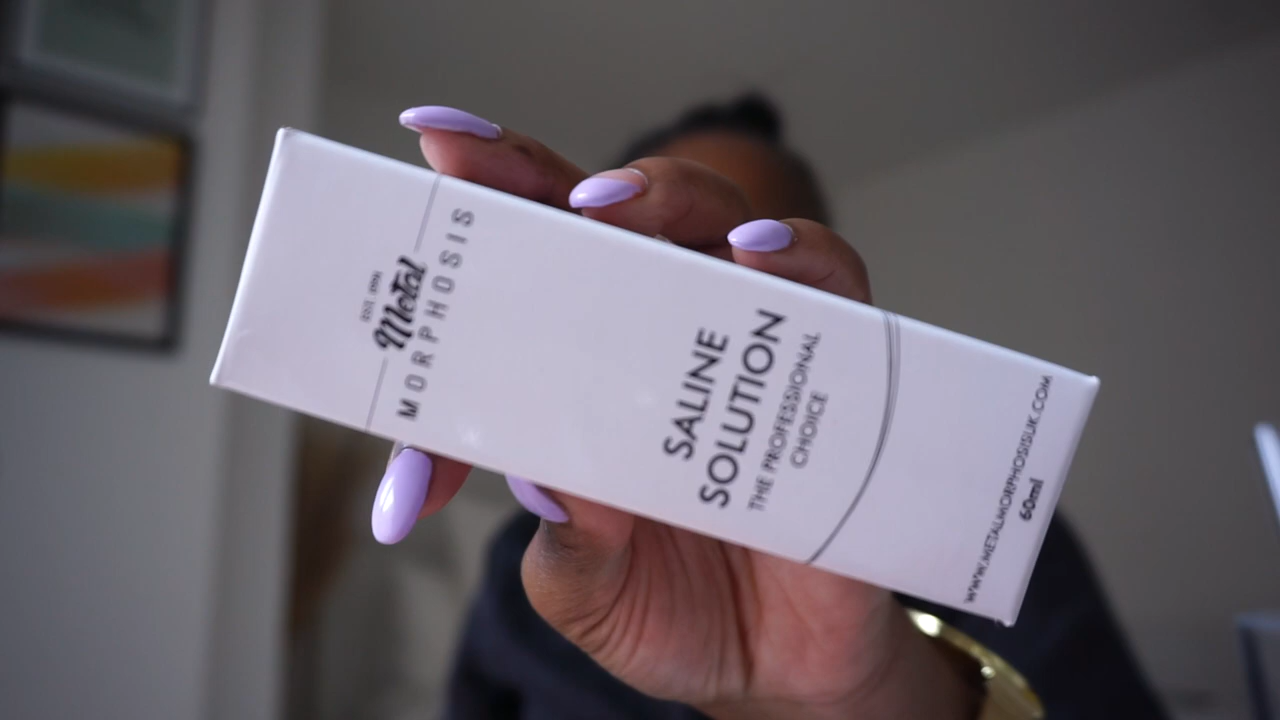 EST. 1996
Metal
MORPHOSIS
SALINE
SOLUTION
THE PROFESSIONAL
CHOICE
WWW.METALMORPHOSISUK.COM
60ml